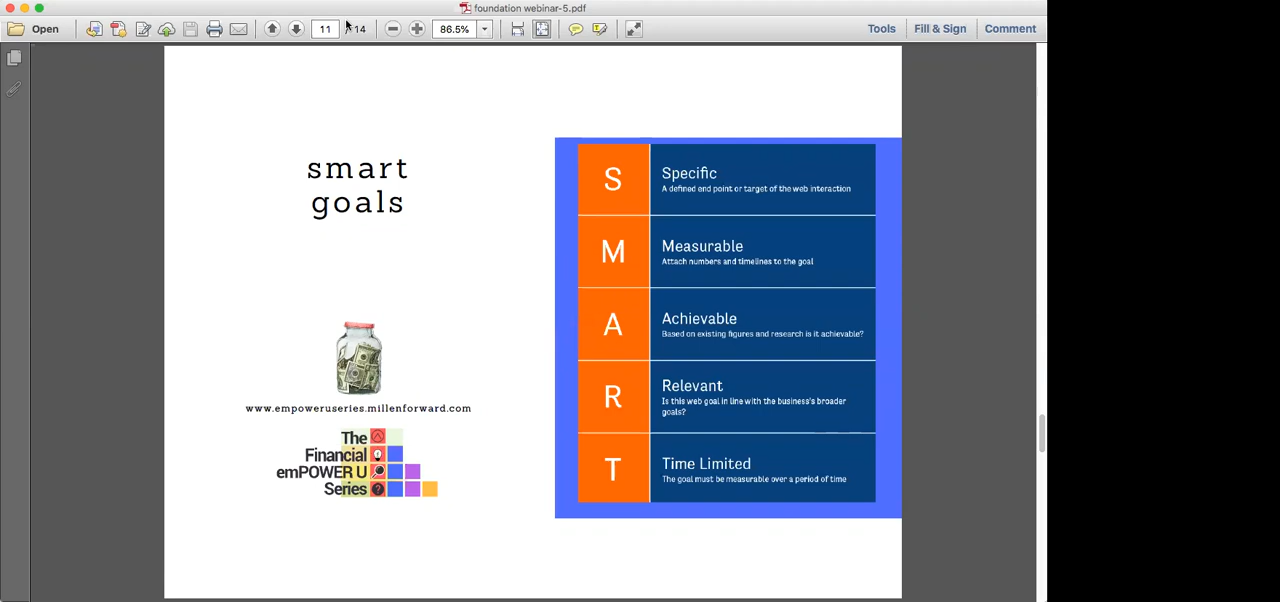 foundation webinar-5.pdf
Open
11
/ 14
86.5%
Tools
Fill & Sign
Comment
smart
goals
www.empoweruseries.millenforward.com
The
Financial
emPOWER U
Series
S
Specific
A defined end point or target of the web interaction
M
Measurable
Attach numbers and timelines to the goal
A
Achievable
Based on existing figures and research is it achievable?
R
Relevant
Is this web goal in line with the business's broader
goals?
T
Time Limited
The goal must be measurable over a period of time